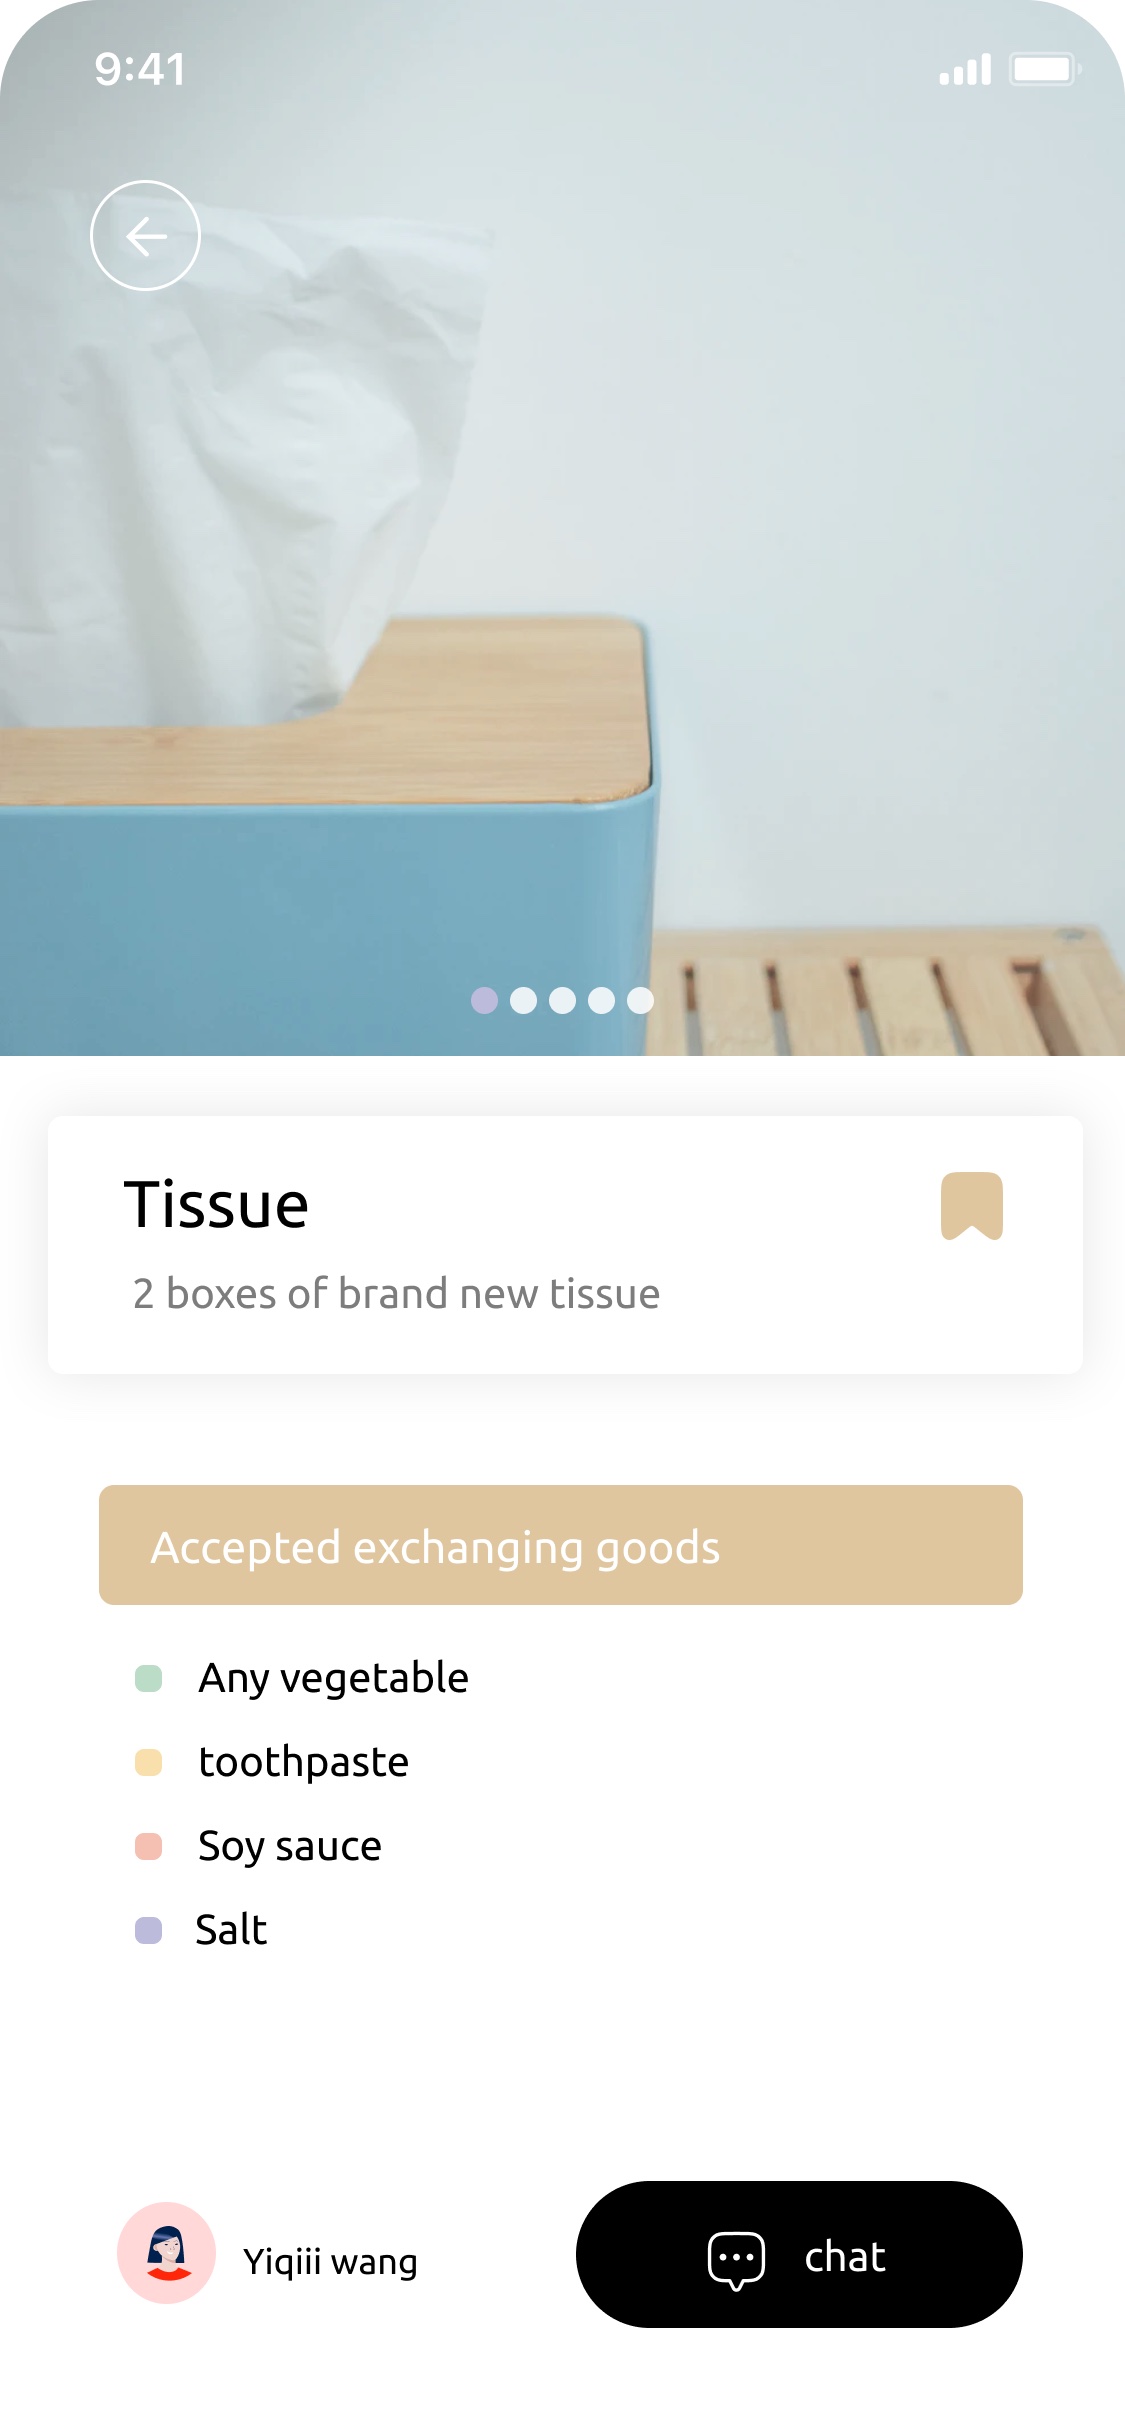 9:41
Tissue
2 boxes of brand new tissue
Accepted exchanging goods
Any vegetable
toothpaste
Soy sauce
Salt
Yiqiii wang
chat